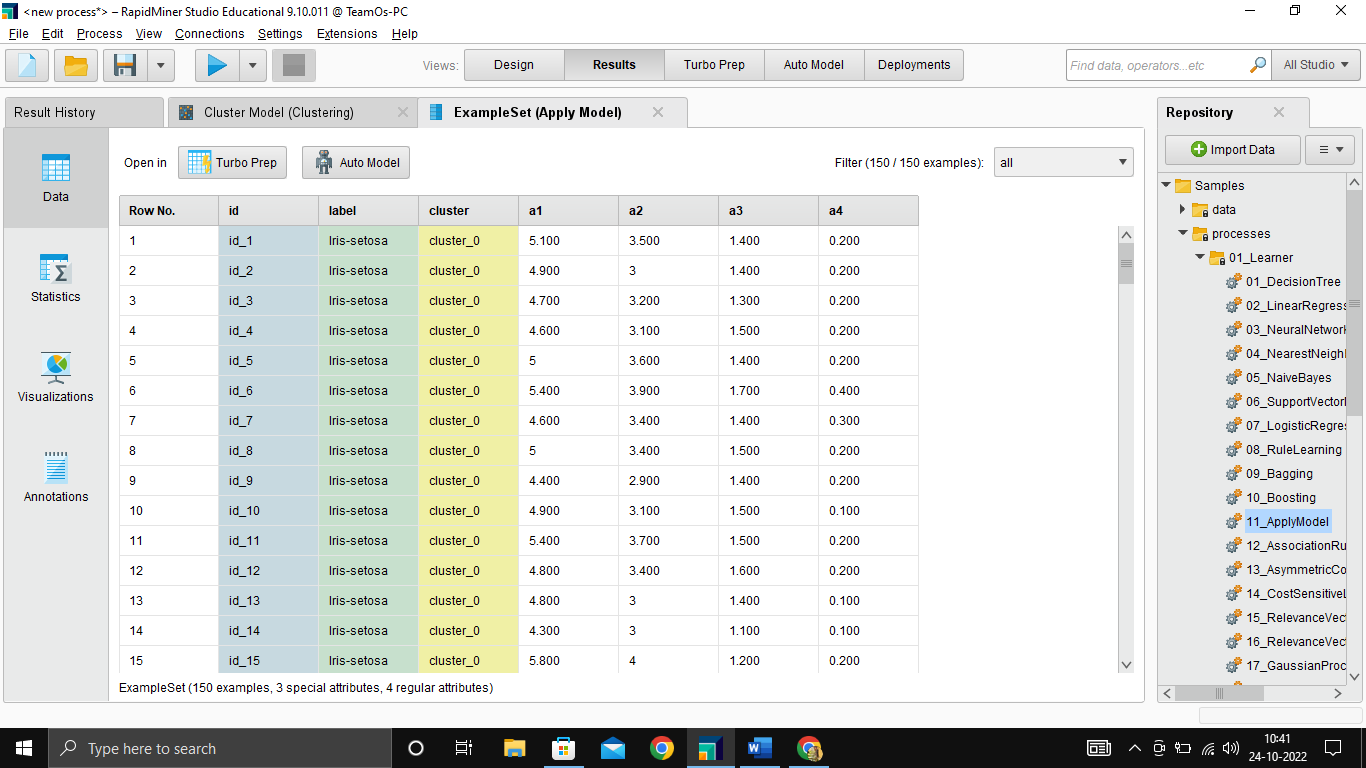 <new process*> – RapidMiner Studio Educational 9.10.011 @ TeamOs-PC
File Edit Process View Connections Settings Extensions Help
Views: Design Results Turbo Prep Auto Model Deployments Find data, operators...etc All Studio
Result History Cluster Model (Clustering) ExampleSet (Apply Model)
Data
Statistics
Visualizations
Annotations
Open in Turbo Prep Auto Model Filter (150 / 150 examples): all
Row No. id label cluster a1 a2 a3 a4
1 id_1 Iris-setosa cluster_0 5.100 3.500 1.400 0.200
2 id_2 Iris-setosa cluster_0 4.900 3 1.400 0.200
3 id_3 Iris-setosa cluster_0 4.700 3.200 1.300 0.200
4 id_4 Iris-setosa cluster_0 4.600 3.100 1.500 0.200
5 id_5 Iris-setosa cluster_0 5 3.600 1.400 0.200
6 id_6 Iris-setosa cluster_0 5.400 3.900 1.700 0.400
7 id_7 Iris-setosa cluster_0 4.600 3.400 1.400 0.300
8 id_8 Iris-setosa cluster_0 5 3.400 1.500 0.200
9 id_9 Iris-setosa cluster_0 4.400 2.900 1.400 0.200
10 id_10 Iris-setosa cluster_0 4.900 3.100 1.500 0.100
11 id_11 Iris-setosa cluster_0 5.400 3.700 1.500 0.200
12 id_12 Iris-setosa cluster_0 4.800 3.400 1.600 0.200
13 id_13 Iris-setosa cluster_0 4.800 3 1.400 0.100
14 id_14 Iris-setosa cluster_0 4.300 3 1.100 0.100
15 id_15 Iris-setosa cluster_0 5.800 4 1.200 0.200
ExampleSet (150 examples, 3 special attributes, 4 regular attributes)
Repository
Import Data
Samples
data
processes
01_Learner
01_DecisionTree
02_LinearRegress
03_NeuralNetwork
04_NearestNeigh
05_NaiveBayes
06_SupportVector
07_LogisticRegre
08_RuleLearning
09_Bagging
10_Boosting
11_ApplyModel
12_AssociationRu
13_AsymmetricCo
14_CostSensitiveL
15_RelevanceVec
16_RelevanceVec
17_GaussianProc
Type here to search
10:41
24-10-2022